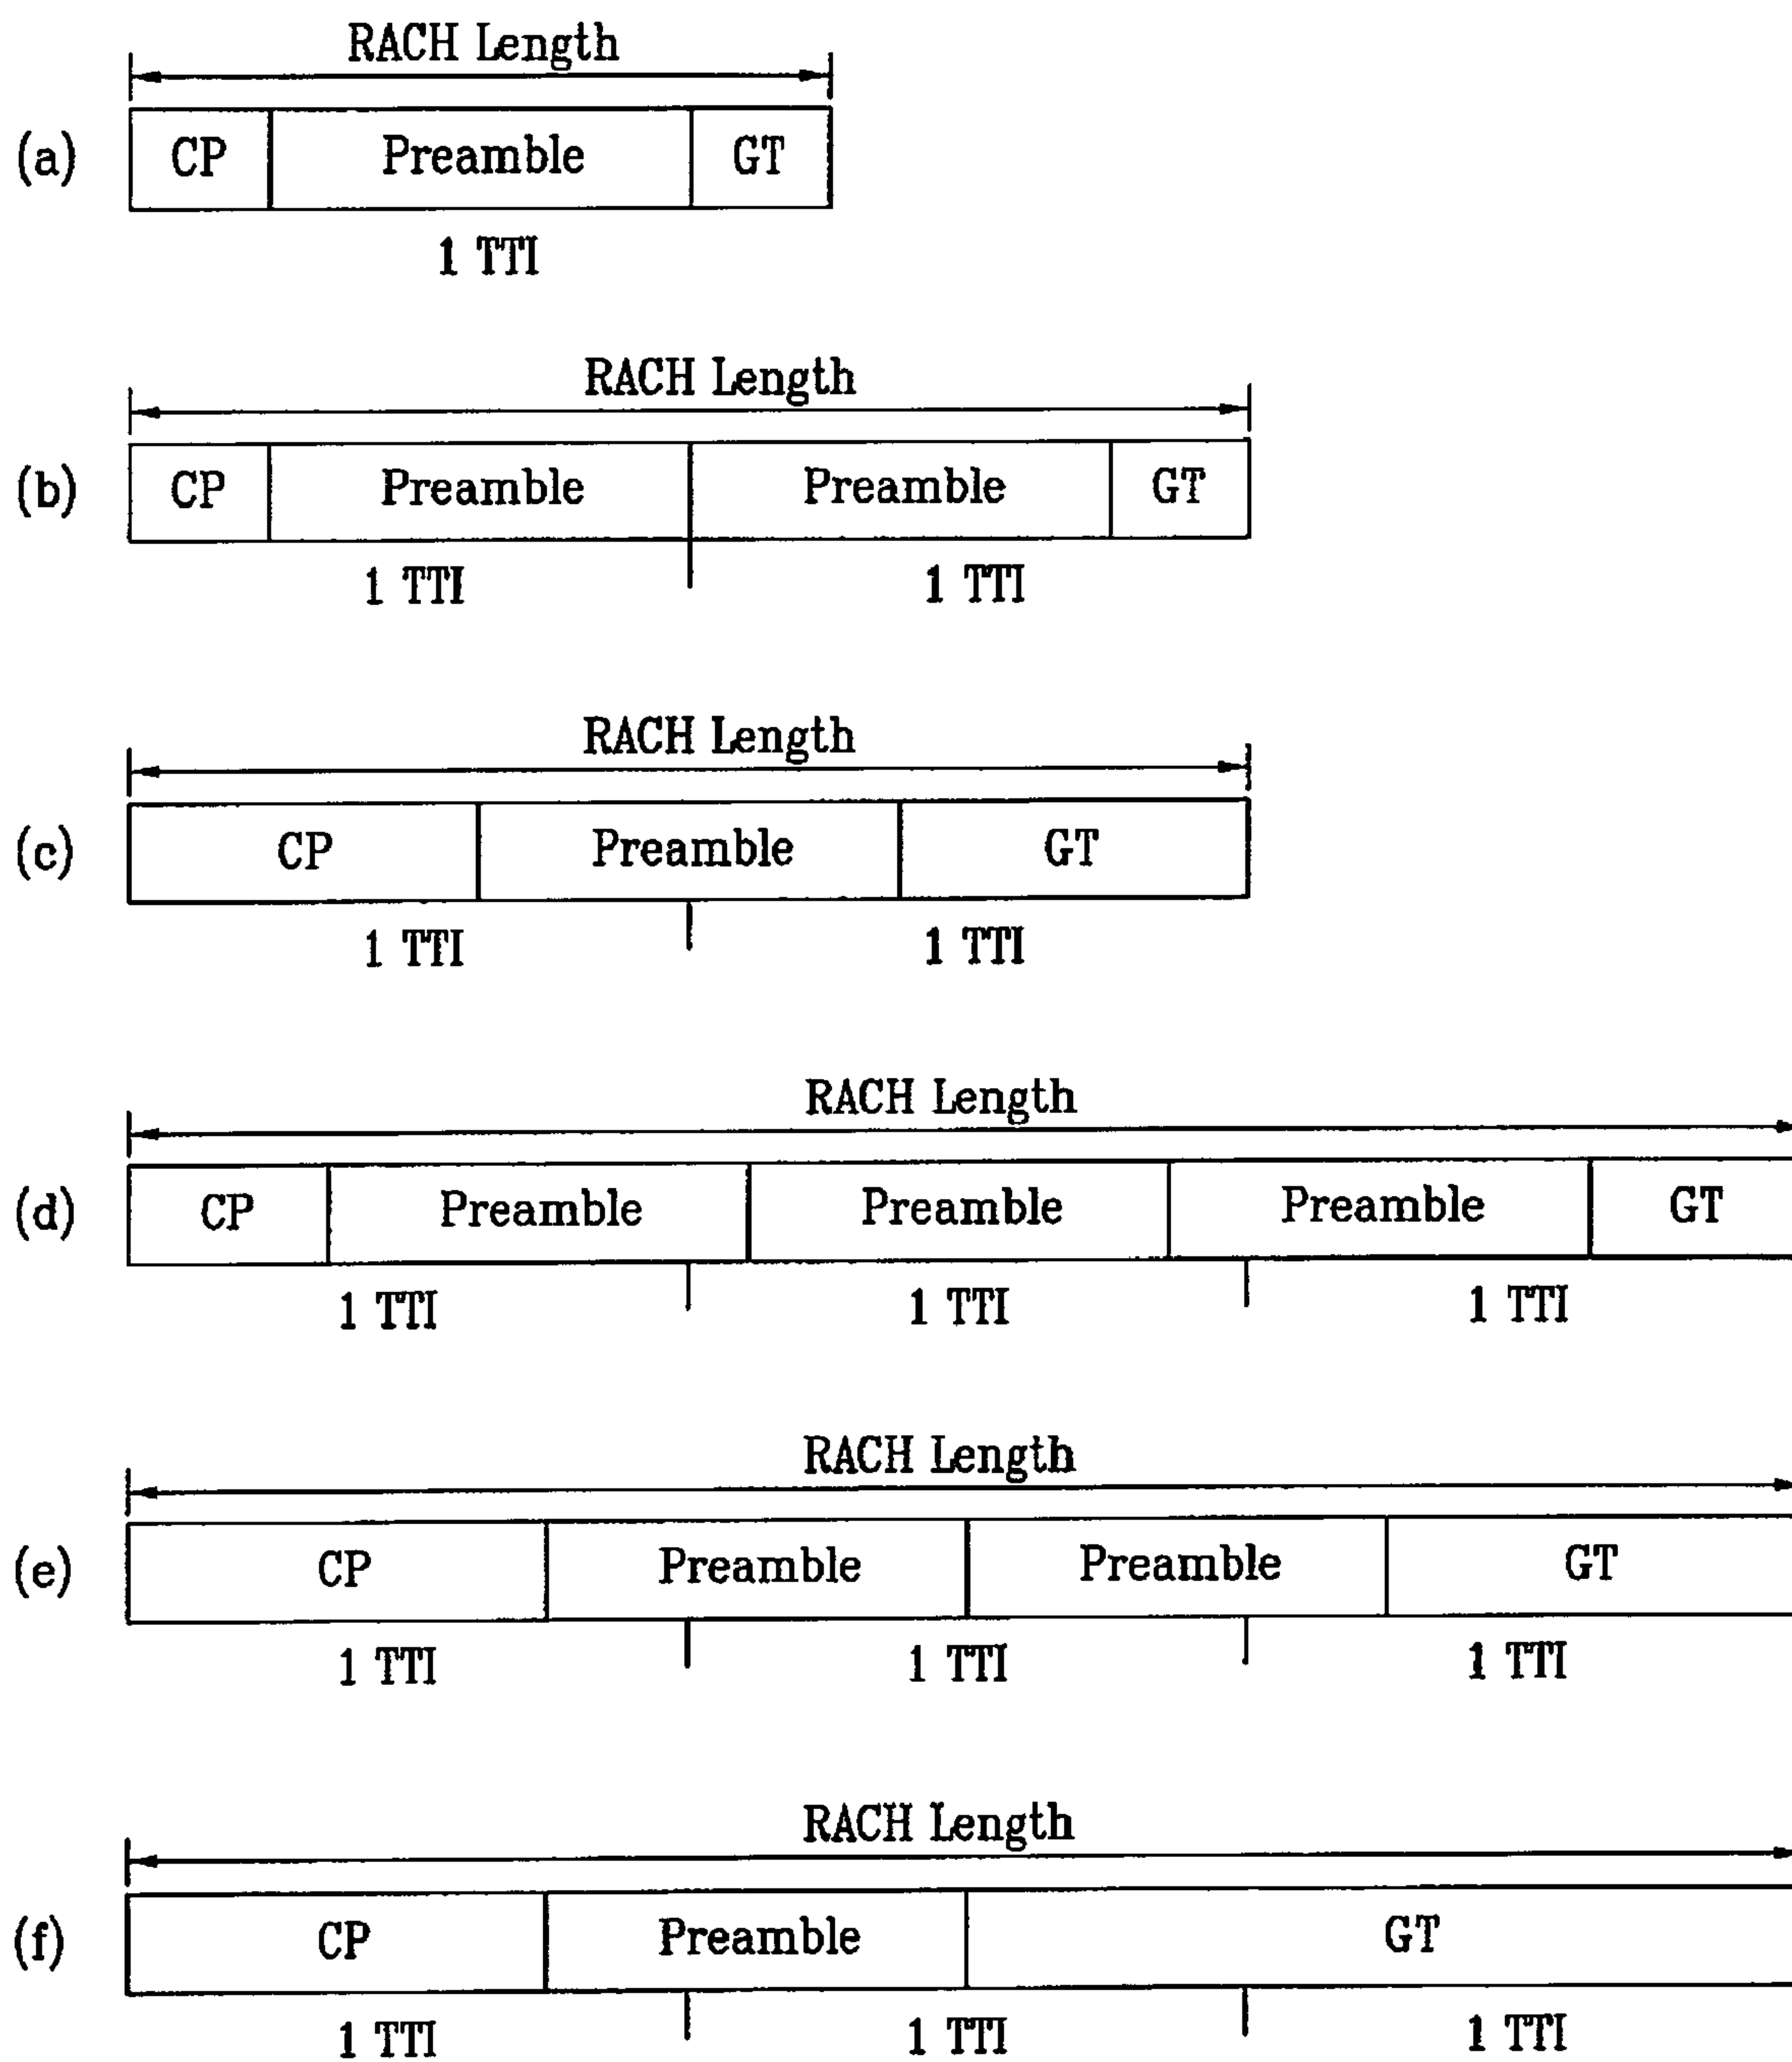 RACH Length
(a) CP Preamble GT
1 TTI
RACH Length
(b) CP Preamble Preamble GT
1 TTI 1 TTI
RACH Length
(c) CP Preamble GT
1 TTI 1 TTI
RACH Length
(d) CP Preamble Preamble Preamble GT
1 TTI 1 TTI 1 TTI
RACH Length
(e) CP Preamble Preamble GT
1 TTI 1 TTI 1 TTI
RACH Length
(f) CP Preamble GT
1 TTI 1 TTI 1 TTI